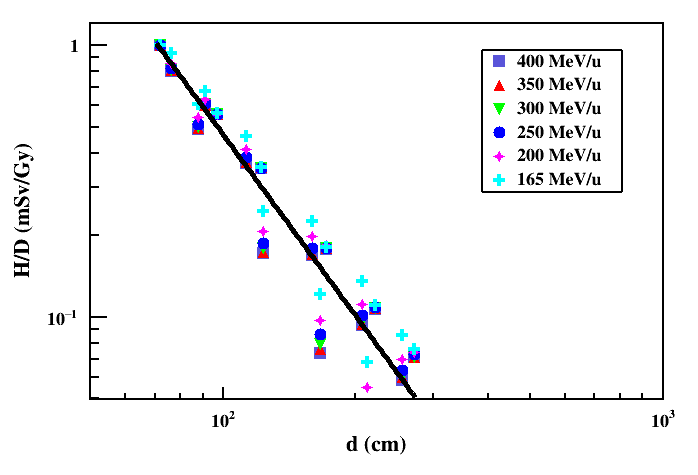 400 MeV/u
350 MeV/u
300 MeV/u
250 MeV/u
200 MeV/u
165 MeV/u
H/D (mSv/Gy)
1
10⁻¹
10²
10³
d (cm)